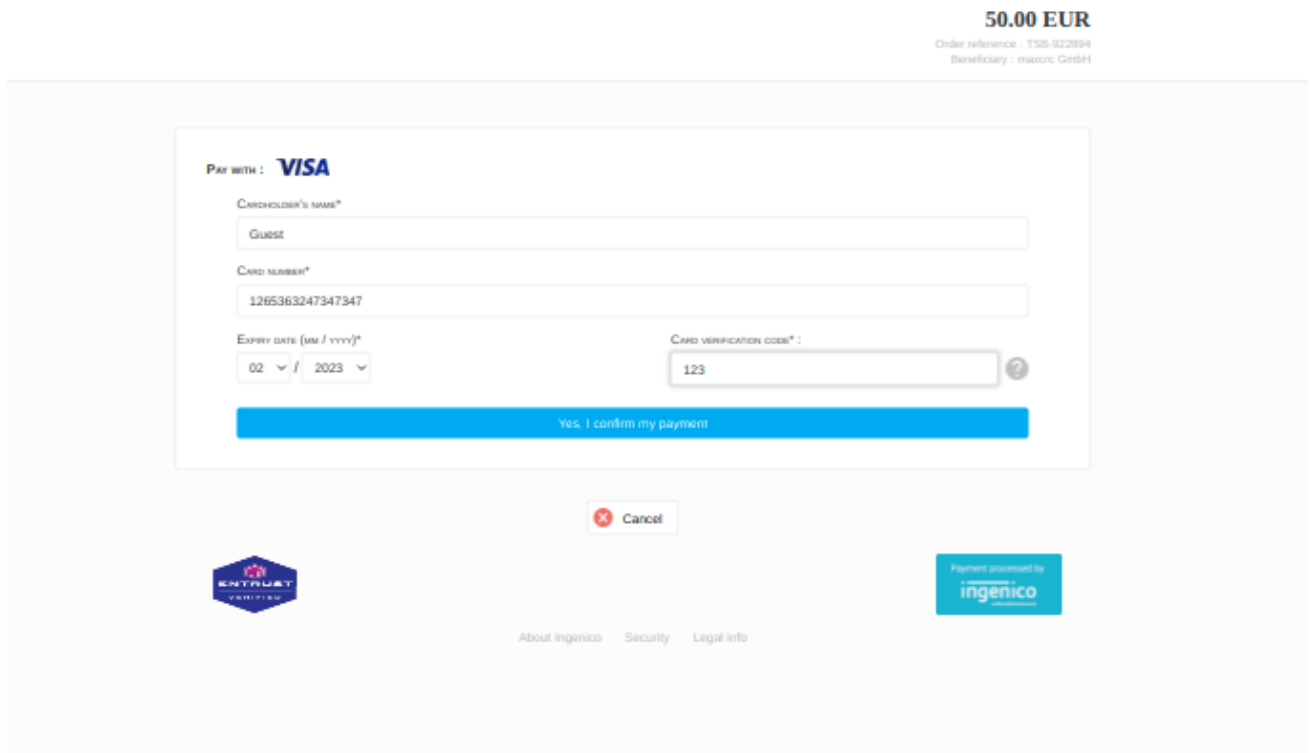 50.00 EUR
Order reference : TSB-922894
Beneficiary : maxcrc GmbH
Pay with : VISA
Cardholder's name*
Guest
Card number*
1265363247347347
Expiry date (mm / yyyy)*
Card verification code* :
02 / 2023
123
?
Yes, I confirm my payment
Cancel
ENTRUST
VERIFIED
Payment processed by
ingenico
About Ingenico Security Legal info